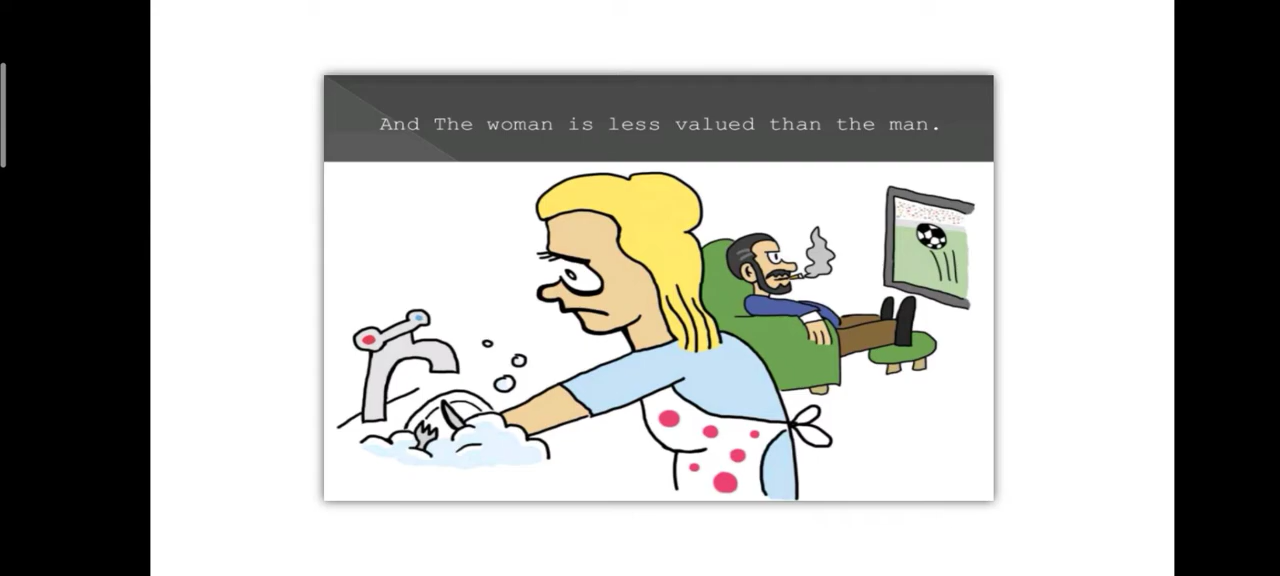 And The woman is less valued than the man.